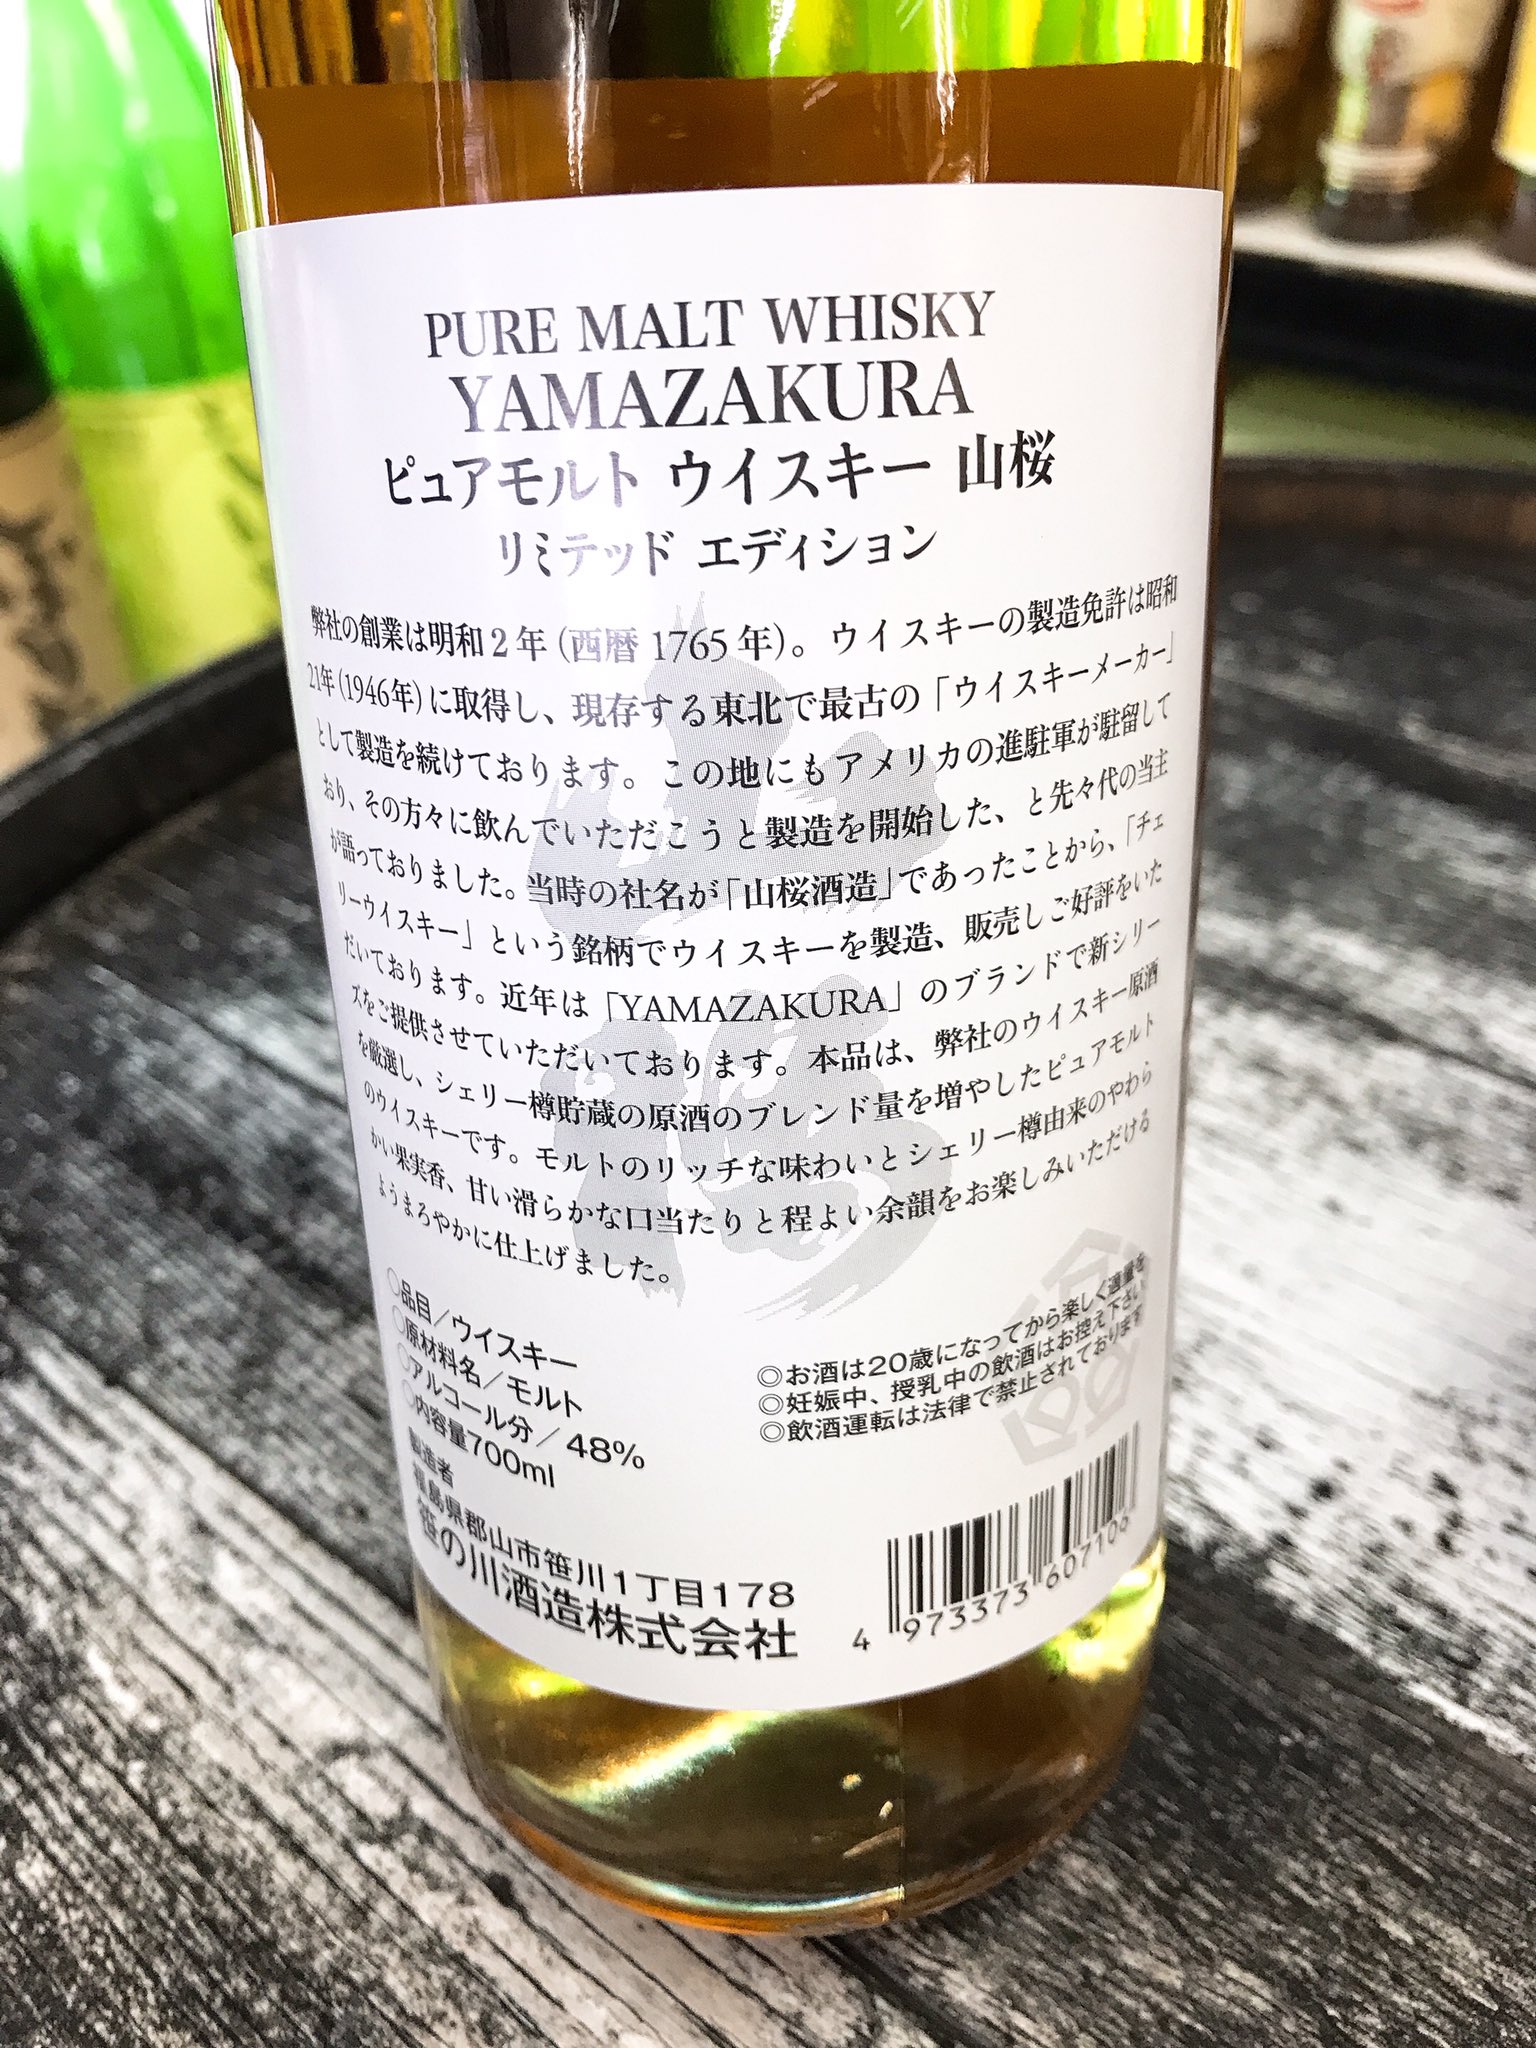 PURE MALT WHISKY
YAMAZAKURA
ピュアモルト ウイスキー 山桜
リミテッド エディション
弊社の創業は明和2年(西暦 1765年)。ウイスキーの製造免許は昭和
21年(1946年)に取得し、現存する東北で最古の「ウイスキーメーカー」
として製造を続けております。この地にもアメリカの進駐軍が駐留して
おり、その方々に飲んでいただこうと製造を開始した、と先々代の当主
が語っておりました。当時の社名が「山桜酒造」であったことから、「チェ
リーウイスキー」という銘柄でウイスキーを製造、販売しご好評をいた
だいております。近年は「YAMAZAKURA」のブランドで新シリー
ズをご提供させていただいております。本品は、弊社のウイスキー原酒
を厳選し、シェリー樽貯蔵の原酒のブレンド量を増やしたピュアモルト
のウイスキーです。モルトのリッチな味わいとシェリー樽由来のやわら
かい果実香、甘い滑らかな口当たりと程よい余韻をお楽しみいただける
ようまろやかに仕上げました。
○品目/ウイスキー
○原材料名/モルト
○アルコール分/48%
○内容量700ml
製造者
福島県郡山市笹川1丁目178
笹の川酒造株式会社
◎お酒は20歳になってから楽しく適量を
◎妊娠中、授乳中の飲酒はお控え下さい
◎飲酒運転は法律で禁止されております
4 973373 607106